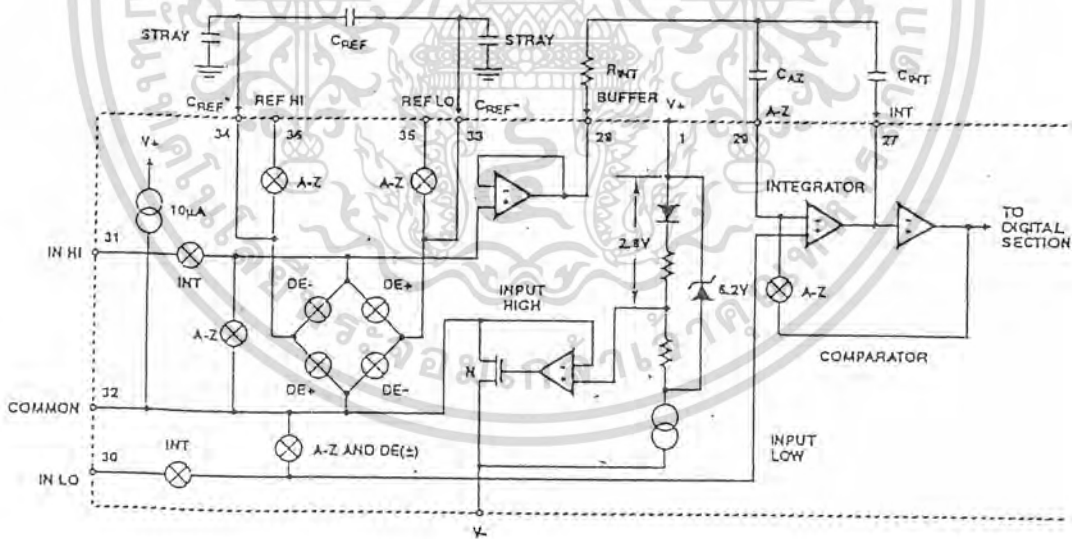 STRAY
CREF
STRAY
RINT
CAZ
CINT
CREF+
REF HI
REF LO
CREF-
BUFFER
V+
A-Z
INT
34
36
35
33
28
1
29
27
V+
10µA
A-Z
A-Z
INTEGRATOR
TO
DIGITAL
SECTION
IN HI
31
INT
2.8V
6.2V
DE-
DE+
INPUT
HIGH
A-Z
A-Z
DE+
DE-
N
COMPARATOR
32
COMMON
INT
A-Z AND DE(±)
INPUT
LOW
30
IN LO
V-